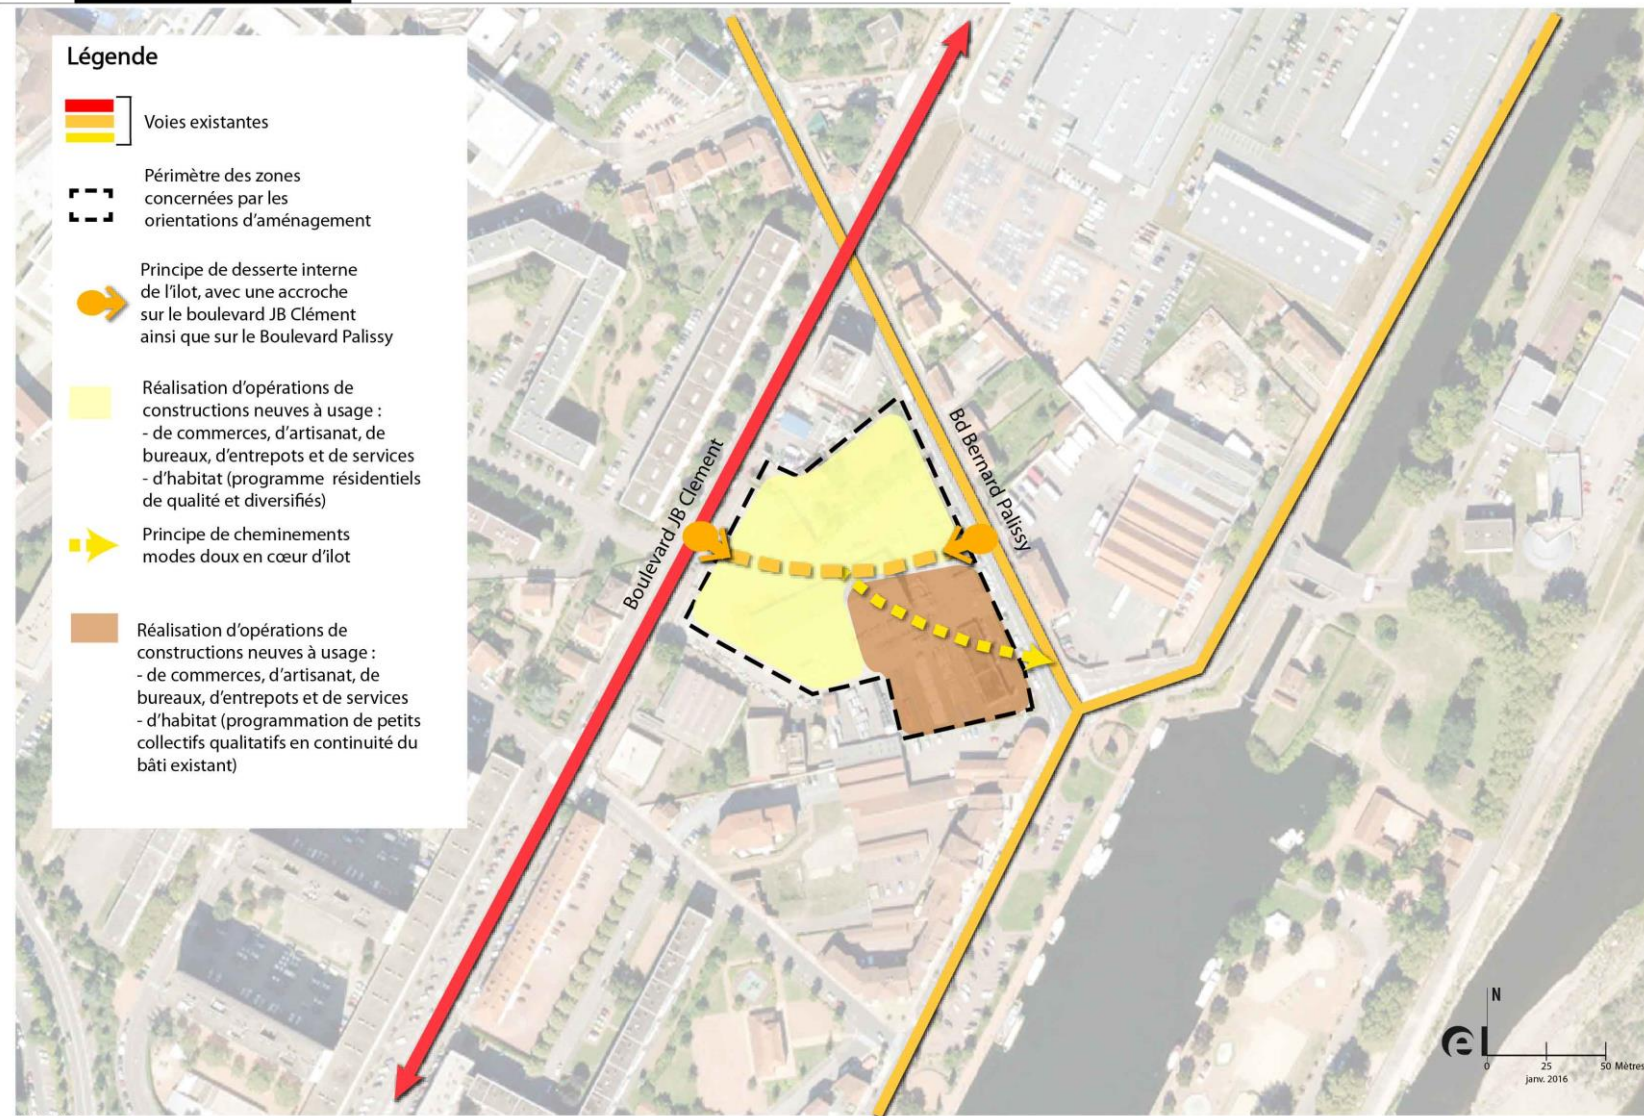 Légende
Voies existantes
Périmètre des zones
concernées par les
orientations d'aménagement
Principe de desserte interne
de l'îlot, avec une accroche
sur le boulevard JB Clément
ainsi que sur le Boulevard Palissy
Réalisation d'opérations de
constructions neuves à usage :
- de commerces, d'artisanat, de
bureaux, d'entrepots et de services
- d'habitat (programme résidentiels
de qualité et diversifiés)
Principe de cheminements
modes doux en cœur d'îlot
Réalisation d'opérations de
constructions neuves à usage :
- de commerces, d'artisanat, de
bureaux, d'entrepots et de services
- d'habitat (programmation de petits
collectifs qualitatifs en continuité du
bâti existant)
Boulevard JB Clement
Bd Bernard Palissy
N
0 25 50 Mètres
janv. 2016